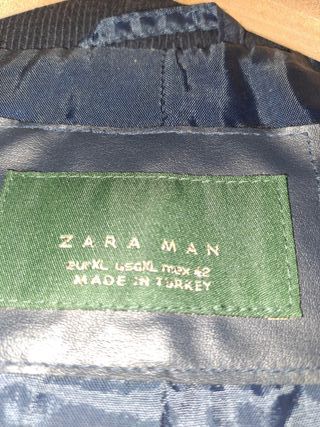 ZARA MAN
EUR XL USA XL MEX 42
MADE IN TURKEY